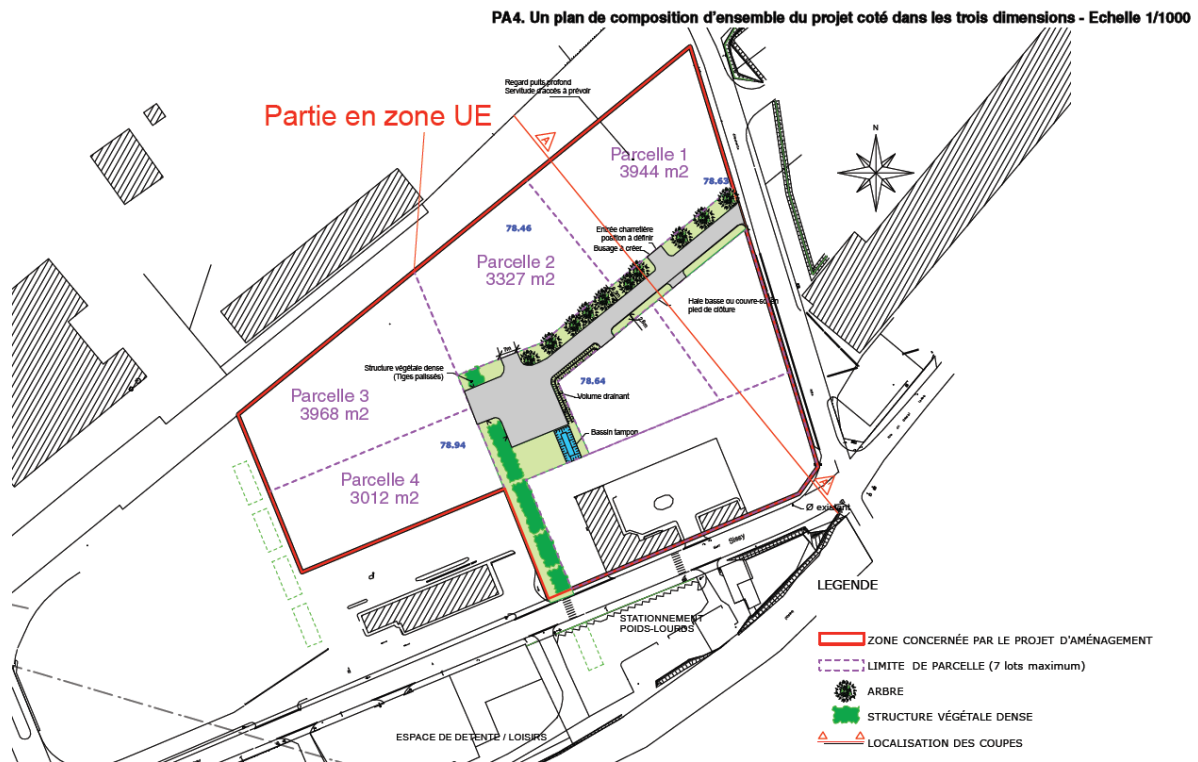 PA4. Un plan de composition d'ensemble du projet coté dans les trois dimensions - Echelle 1/1000
Regard puits profond
Servitude d'accès à prévoir
Partie en zone UE
A
N
Parcelle 1
3944 m2
78.63
78.46
Entrée charretière
position à définir
Busage à créer
Parcelle 2
3327 m2
Haie basse ou couvre-sol en
pied de clôture
Structure végétale dense
(Tiges palissés)
78.64
Volume drainant
Parcelle 3
3968 m2
78.94
Bassin tampon
Parcelle 4
3012 m2
Ø existant
Sissy
LEGENDE
STATIONNEMENT
POIDS-LOURDS
ZONE CONCERNÉE PAR LE PROJET D'AMÉNAGEMENT
LIMITE DE PARCELLE (7 lots maximum)
ARBRE
STRUCTURE VÉGÉTALE DENSE
LOCALISATION DES COUPES
ESPACE DE DETENTE / LOISIRS